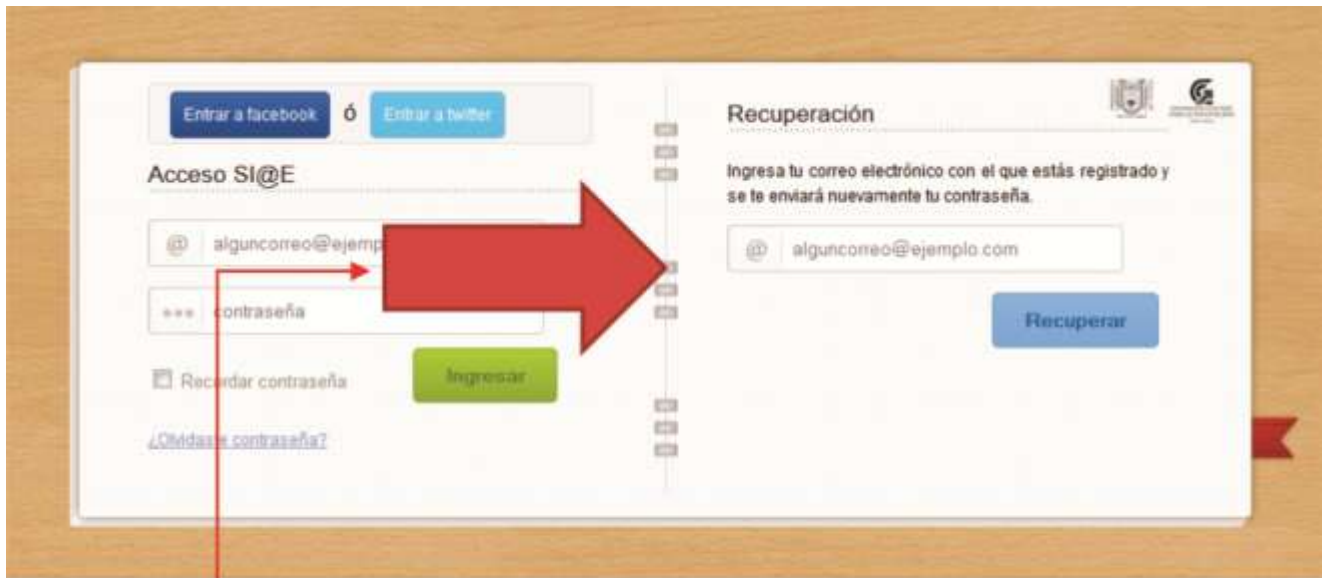 Entrar a facebook ó Entrar a twitter
Acceso SI@E
@ alguncorreo@ejemp
contraseña
Recordar contraseña
Ingresar
¿Olvidaste contraseña?
Recuperación
Ingresa tu correo electrónico con el que estás registrado y
se te enviará nuevamente tu contraseña.
@ alguncorreo@ejemplo.com
Recuperar